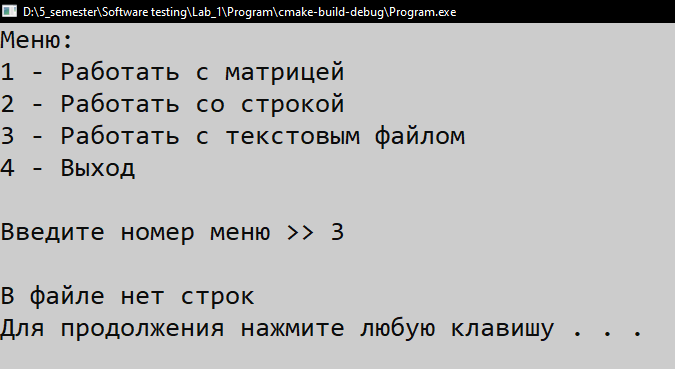 D:\5_semester\Software testing\Lab_1\Program\cmake-build-debug\Program.exe
Меню:
1 - Работать с матрицей
2 - Работать со строкой
3 - Работать с текстовым файлом
4 - Выход
Введите номер меню >> 3
В файле нет строк
Для продолжения нажмите любую клавишу . . .